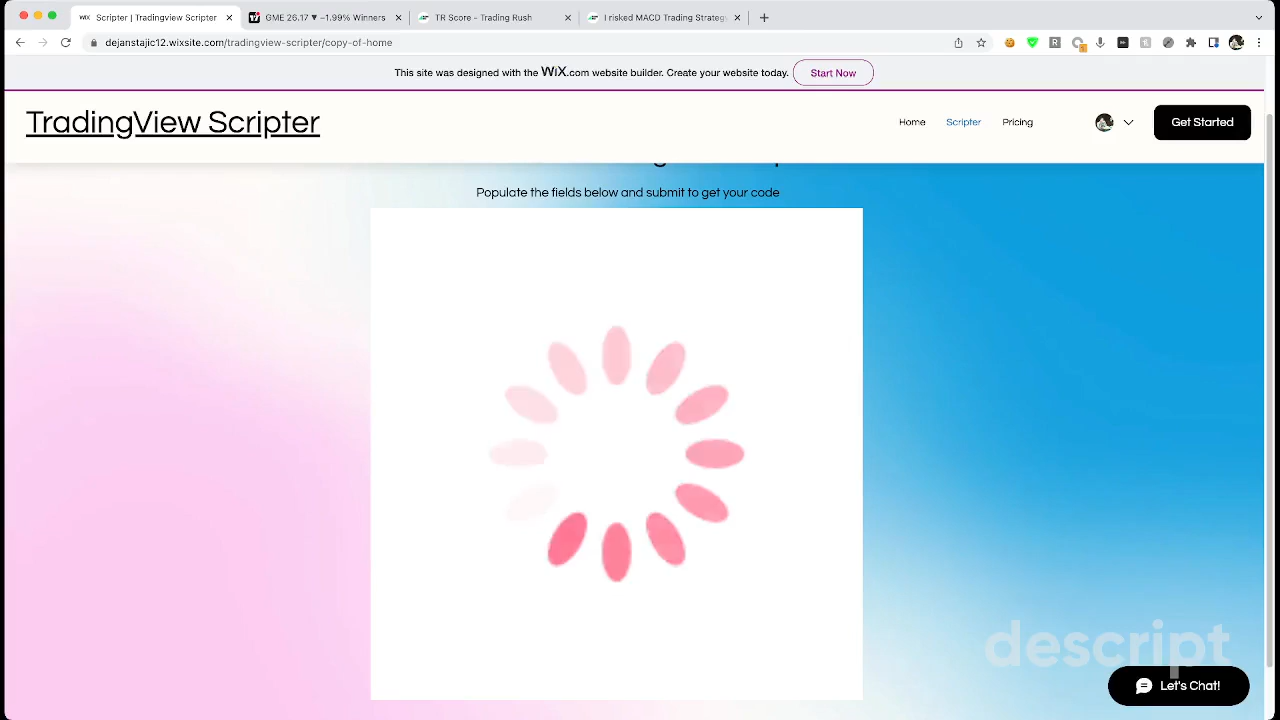 Scripter | Tradingview Scripter
GME 26.17 ▼ −1.99% Winners
TR Score - Trading Rush
I risked MACD Trading Strateg
dejanstajic12.wixsite.com/tradingview-scripter/copy-of-home
This site was designed with the WiX.com website builder. Create your website today.
Start Now
TradingView Scripter
Home
Scripter
Pricing
Get Started
Populate the fields below and submit to get your code
descript
Let's Chat!